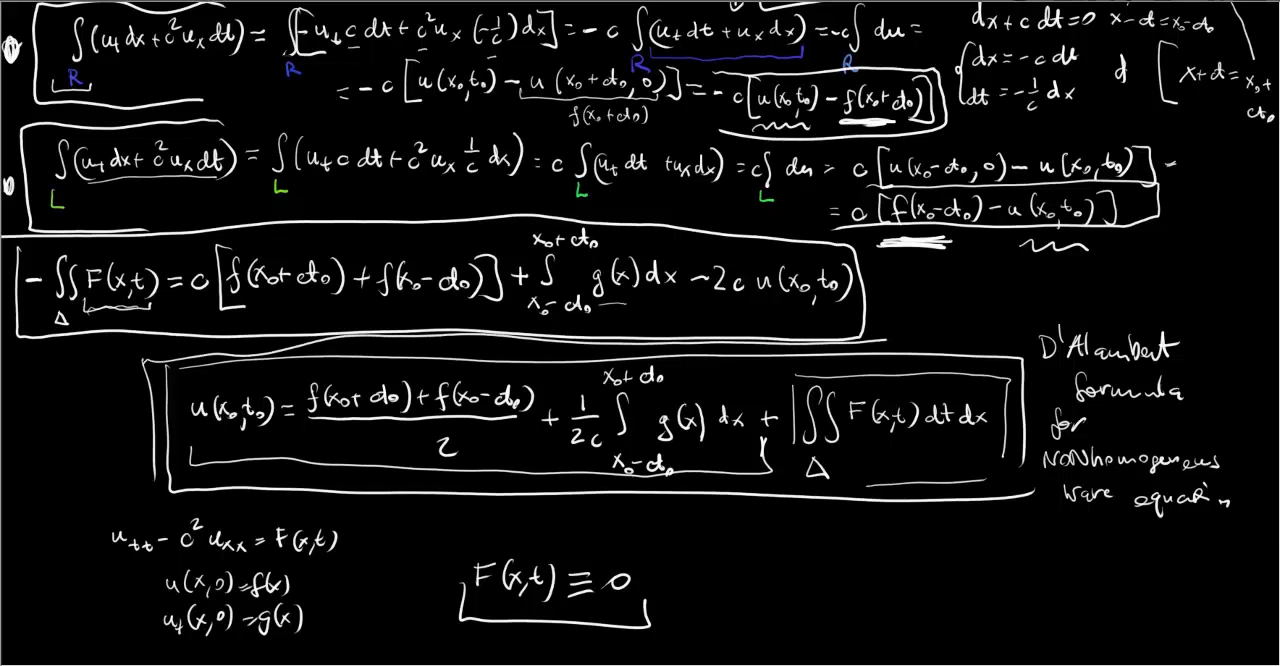 ∫_R (u_t dx + c² u_x dt) = ∫_R [-u_t c dt + c² u_x (-1/c) dx] = -c ∫_R (u_t dt + u_x dx) = -c ∫_R du =
= -c [u(x₀,t₀) - u(x₀+ct₀, 0)] = -c [u(x₀,t₀) - f(x₀+ct₀)]
f(x₀+ct₀)
dx + c dt = 0
{ dx = -c dt
dt = -1/c dx
x + ct = x₀ + ct₀
∫_L (u_t dx + c² u_x dt) = ∫_L (u_t c dt + c² u_x 1/c dx) = c ∫_L (u_t dt + u_x dx) = c ∫_L du = c [u(x₀-ct₀, 0) - u(x₀,t₀)] =
= c [f(x₀-ct₀) - u(x₀,t₀)]
- ∬_Δ F(x,t) = c [f(x₀+ct₀) + f(x₀-ct₀)] + ∫_{x₀-ct₀}^{x₀+ct₀} g(x) dx - 2c u(x₀,t₀)
u(x₀,t₀) = (f(x₀+ct₀) + f(x₀-ct₀))/2 + 1/2c ∫_{x₀-ct₀}^{x₀+ct₀} g(x) dx + ∬_Δ F(x,t) dt dx
D'Alambert
formula
for
NONhomogeneus
wave equation
u_tt - c² u_xx = F(x,t)
u(x,0) = f(x)
u_t(x,0) = g(x)
F(x,t) ≡ 0